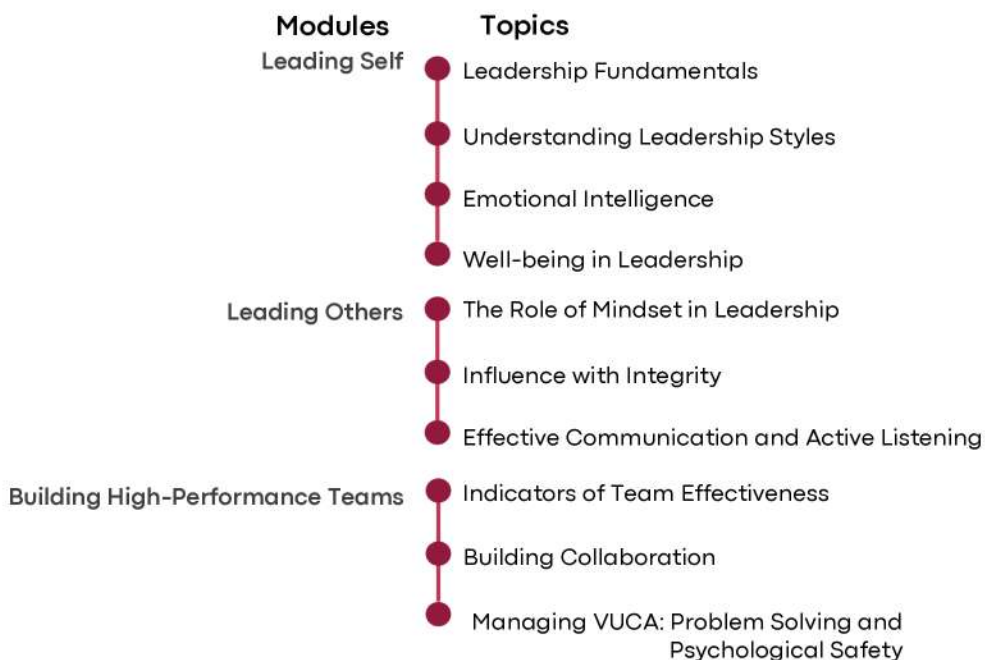 Modules
Topics
Leading Self
Leadership Fundamentals
Understanding Leadership Styles
Emotional Intelligence
Well-being in Leadership
Leading Others
The Role of Mindset in Leadership
Influence with Integrity
Effective Communication and Active Listening
Building High-Performance Teams
Indicators of Team Effectiveness
Building Collaboration
Managing VUCA: Problem Solving and
Psychological Safety